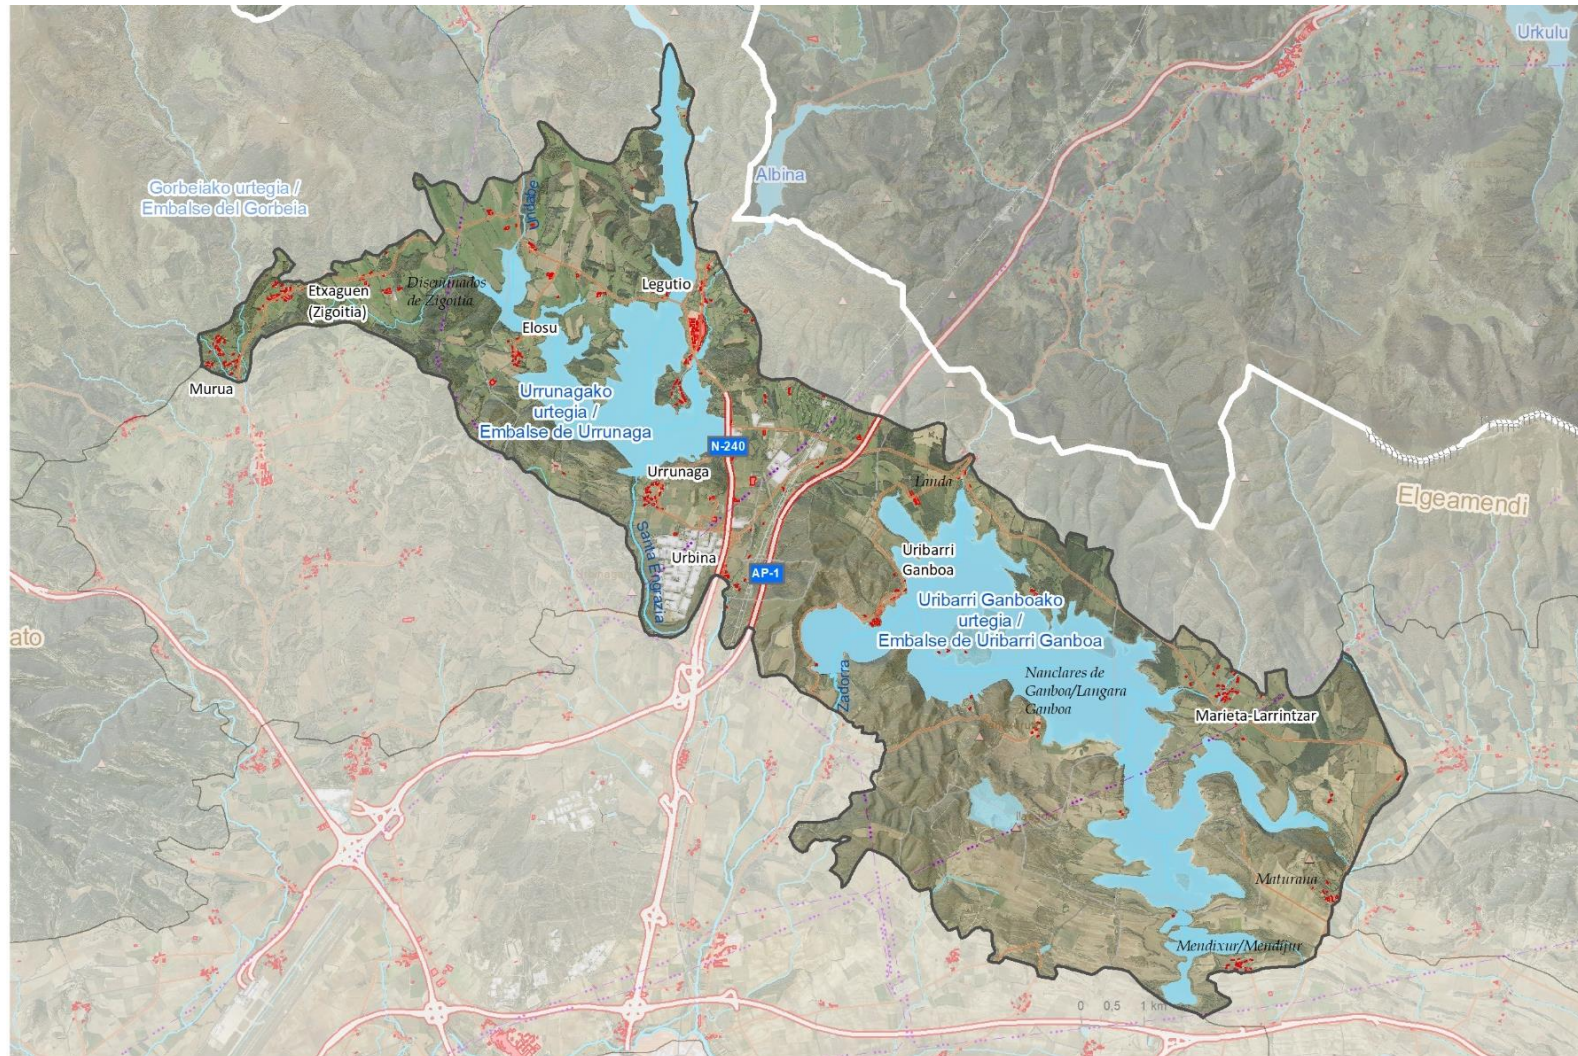 Urkulu
Albina
Gorbeiako urtegia /
Embalse del Gorbeia
Undabe
Etxaguen
(Zigoitia)
Diseminados
de Zigoitia
Legutio
Elosu
Murua
Urrunagako
urtegia /
Embalse de Urrunaga
N-240
Urrunaga
Landa
Elgeamendi
Santa Engrazia
Urbina
AP-1
Uribarri
Ganboa
Uribarri Ganboako
urtegia /
Embalse de Uribarri Ganboa
ato
Zadorra
Nanclares de
Ganboa/Langara
Ganboa
Marieta-Larrintzar
Maturana
Mendixur/Mendijur
0 0,5 1 km